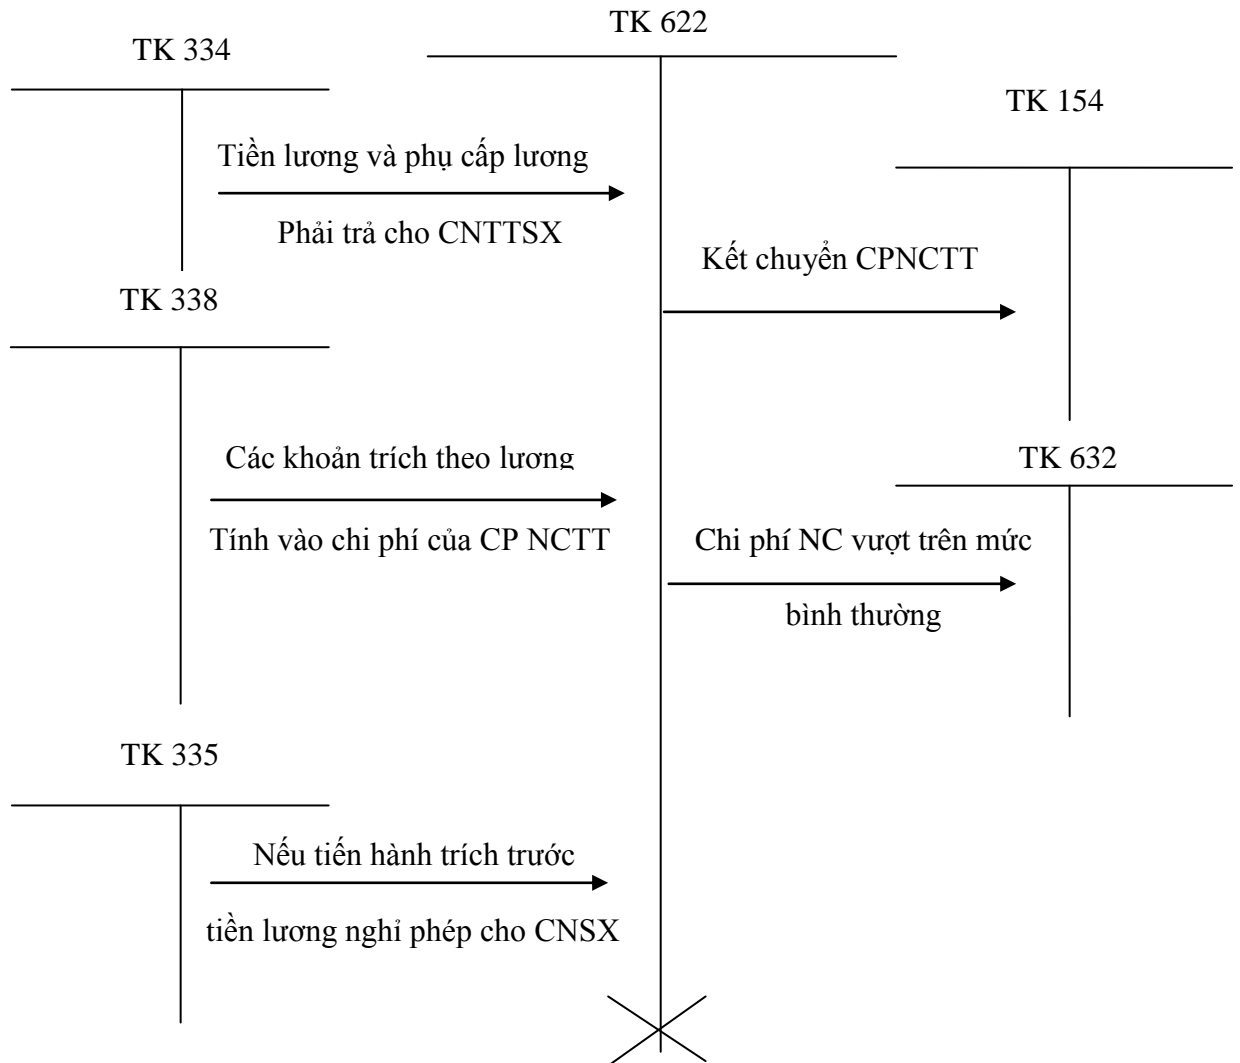 TK 622
TK 334
TK 154
Tiền lương và phụ cấp lương
Phải trả cho CNTTSX
Kết chuyển CPNCTT
TK 338
Các khoản trích theo lương
Tính vào chi phí của CP NCTT
TK 632
Chi phí NC vượt trên mức
bình thường
TK 335
Nếu tiến hành trích trước
tiền lương nghỉ phép cho CNSX